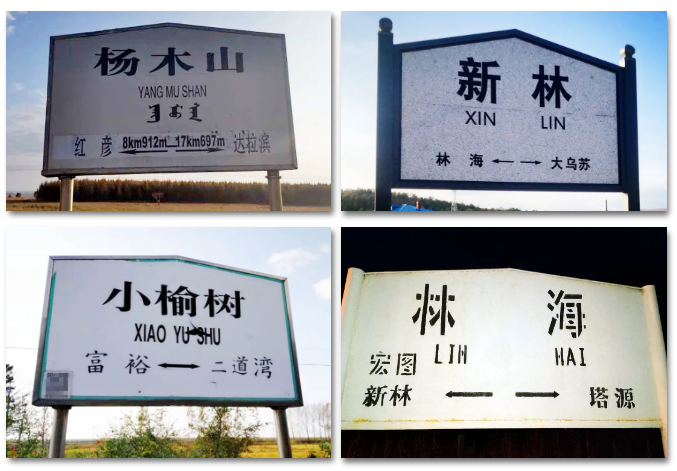 杨木山
YANG MU SHAN
红彦 8km912m 17km697m 达拉滨
新林
XIN LIN
林海 ←→ 大乌苏
小榆树
XIAO YU SHU
富裕 ↔ 二道湾
林海
LIN HAI
宏图
新林 ← → 塔源